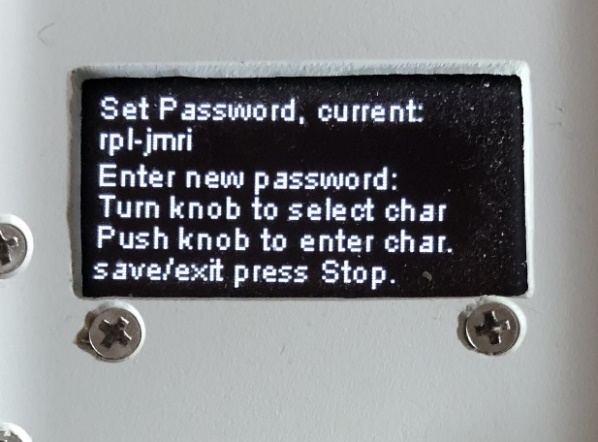 Set Password, current:
rpl-jmri
Enter new password:
Turn knob to select char
Push knob to enter char.
save/exit press Stop.